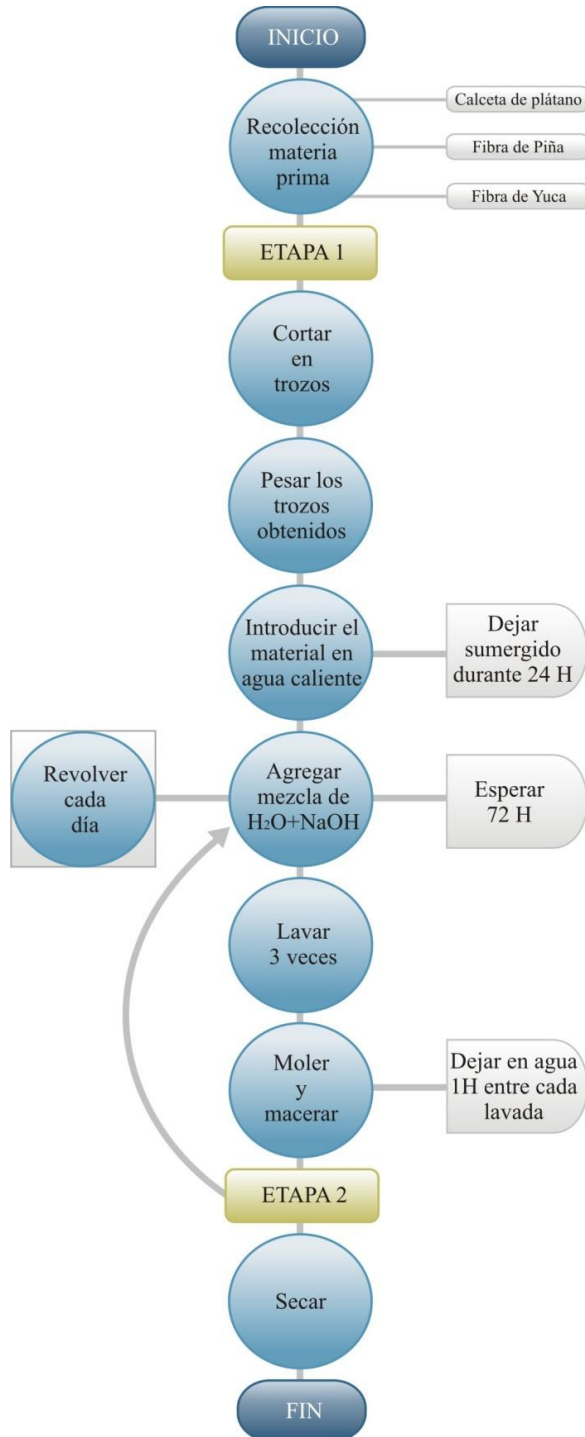 INICIO
Recolección
materia
prima
Calceta de plátano
Fibra de Piña
Fibra de Yuca
ETAPA 1
Cortar
en
trozos
Pesar los
trozos
obtenidos
Introducir el
material en
agua caliente
Dejar
sumergido
durante 24 H
Revolver
cada
día
Agregar
mezcla de
H₂O+NaOH
Esperar
72 H
Lavar
3 veces
Moler
y
macerar
Dejar en agua
1H entre cada
lavada
ETAPA 2
Secar
FIN